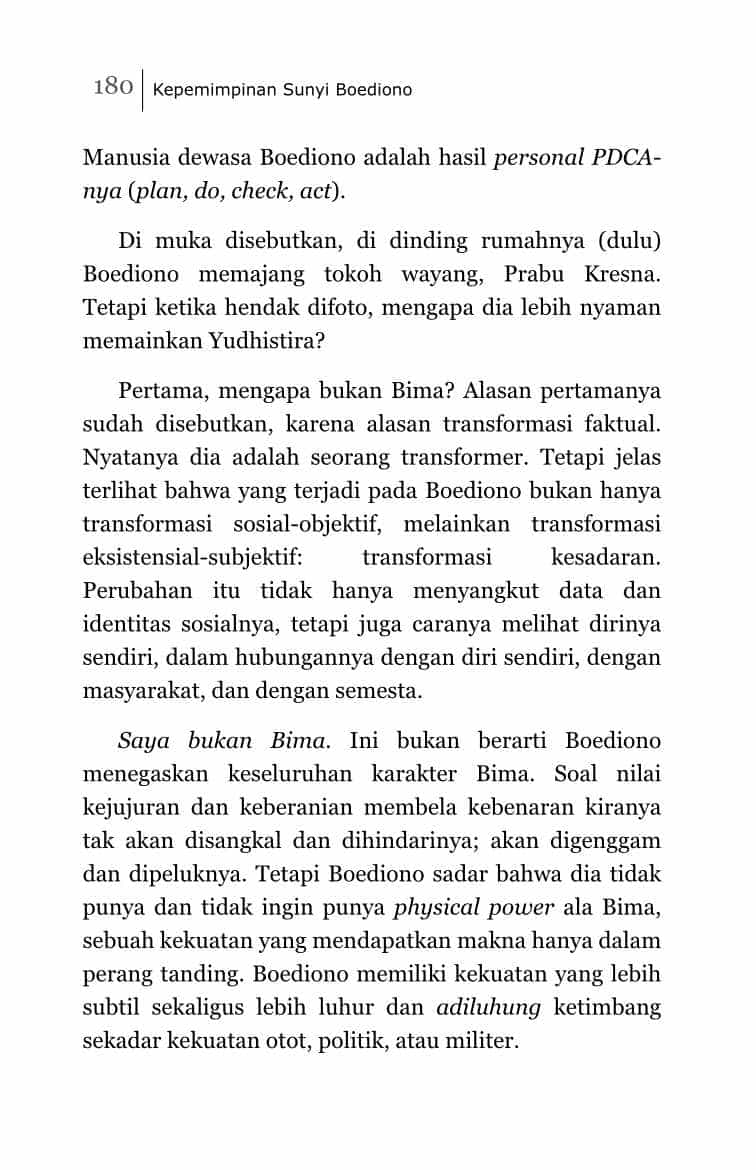 180 Kepemimpinan Sunyi Boediono
Manusia dewasa Boediono adalah hasil personal PDCA-
nya (plan, do, check, act).
Di muka disebutkan, di dinding rumahnya (dulu)
Boediono memajang tokoh wayang, Prabu Kresna.
Tetapi ketika hendak difoto, mengapa dia lebih nyaman
memainkan Yudhistira?
Pertama, mengapa bukan Bima? Alasan pertamanya
sudah disebutkan, karena alasan transformasi faktual.
Nyatanya dia adalah seorang transformer. Tetapi jelas
terlihat bahwa yang terjadi pada Boediono bukan hanya
transformasi sosial-objektif, melainkan transformasi
eksistensial-subjektif: transformasi kesadaran.
Perubahan itu tidak hanya menyangkut data dan
identitas sosialnya, tetapi juga caranya melihat dirinya
sendiri, dalam hubungannya dengan diri sendiri, dengan
masyarakat, dan dengan semesta.
Saya bukan Bima. Ini bukan berarti Boediono
menegaskan keseluruhan karakter Bima. Soal nilai
kejujuran dan keberanian membela kebenaran kiranya
tak akan disangkal dan dihindarinya; akan digenggam
dan dipeluknya. Tetapi Boediono sadar bahwa dia tidak
punya dan tidak ingin punya physical power ala Bima,
sebuah kekuatan yang mendapatkan makna hanya dalam
perang tanding. Boediono memiliki kekuatan yang lebih
subtil sekaligus lebih luhur dan adiluhung ketimbang
sekadar kekuatan otot, politik, atau militer.